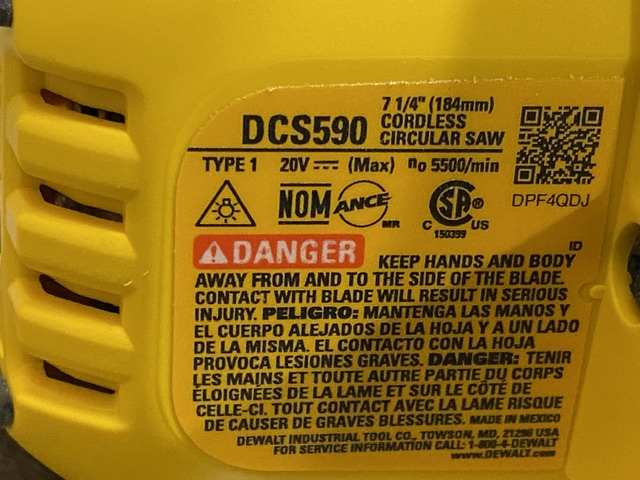 7 1/4" (184mm)
DCS590 CORDLESS
CIRCULAR SAW
TYPE 1 20V ⎓ (Max) n₀ 5500/min
DPF4QDJ
NOM ANCE MR
C SA ® US
150399
ID
DANGER KEEP HANDS AND BODY
AWAY FROM AND TO THE SIDE OF THE BLADE.
CONTACT WITH BLADE WILL RESULT IN SERIOUS
INJURY. PELIGRO: MANTENGA LAS MANOS Y
EL CUERPO ALEJADOS DE LA HOJA Y A UN LADO
DE LA MISMA. EL CONTACTO CON LA HOJA
PROVOCA LESIONES GRAVES. DANGER: TENIR
LES MAINS ET TOUTE AUTRE PARTIE DU CORPS
ÉLOIGNÉES DE LA LAME ET SUR LE CÔTÉ DE
CELLE-CI. TOUT CONTACT AVEC LA LAME RISQUE
DE CAUSER DE GRAVES BLESSURES. MADE IN MEXICO
DEWALT INDUSTRIAL TOOL CO., TOWSON, MD, 21286 USA
FOR SERVICE INFORMATION CALL: 1-800-4-DEWALT
www.DEWALT.com